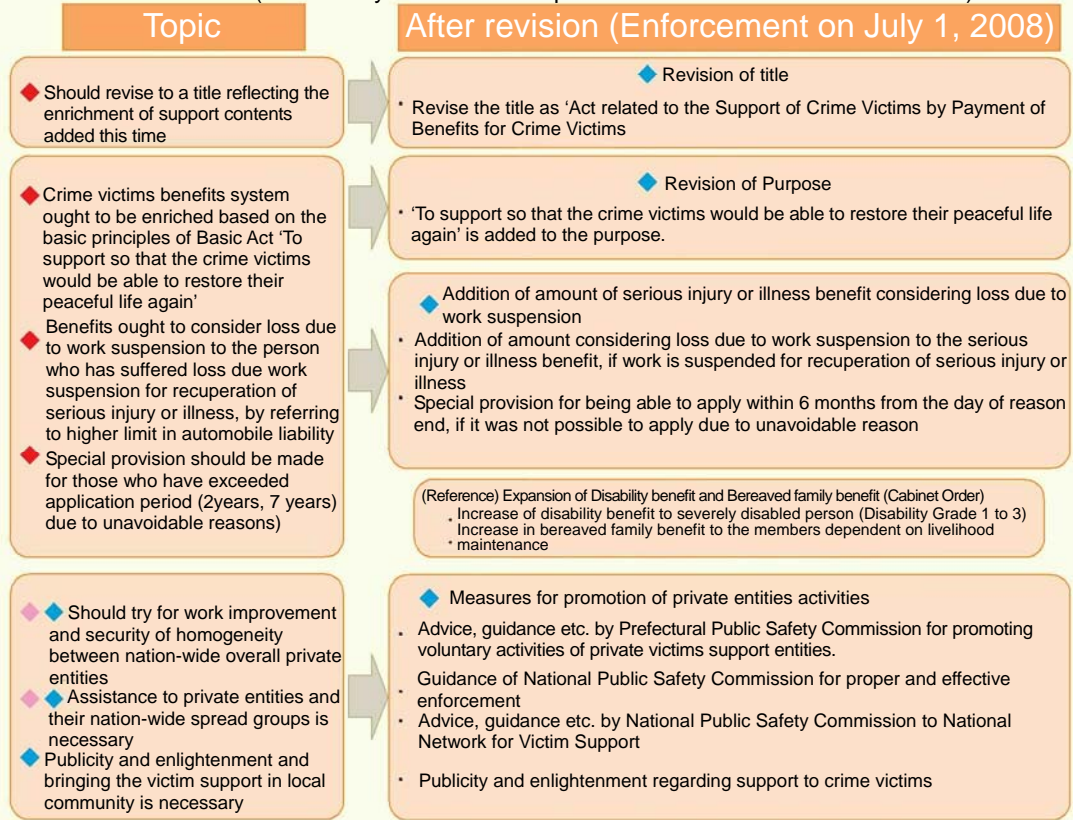 Topic
After revision (Enforcement on July 1, 2008)
◆ Should revise to a title reflecting the
enrichment of support contents
added this time
◆ Revision of title
· Revise the title as ‘Act related to the Support of Crime Victims by Payment of
Benefits for Crime Victims
◆ Crime victims benefits system
ought to be enriched based on the
basic principles of Basic Act ‘To
support so that the crime victims
would be able to restore their
peaceful life again’
◆ Benefits ought to consider loss due
to work suspension to the person
who has suffered loss due work
suspension for recuperation of
serious injury or illness, by referring
to higher limit in automobile liability
◆ Special provision should be made
for those who have exceeded
application period (2years, 7 years)
due to unavoidable reasons)
◆ Revision of Purpose
· ‘To support so that the crime victims would be able to restore their peaceful life
again’ is added to the purpose.
◆ Addition of amount of serious injury or illness benefit considering loss due to
work suspension
· Addition of amount considering loss due to work suspension to the serious
injury or illness benefit, if work is suspended for recuperation of serious injury or
illness
· Special provision for being able to apply within 6 months from the day of reason
end, if it was not possible to apply due to unavoidable reason
(Reference) Expansion of Disability benefit and Bereaved family benefit (Cabinet Order)
· Increase of disability benefit to severely disabled person (Disability Grade 1 to 3)
· Increase in bereaved family benefit to the members dependent on livelihood
· maintenance
◆ ◆ Should try for work improvement
and security of homogeneity
between nation-wide overall private
entities
◆ ◆ Assistance to private entities and
their nation-wide spread groups is
necessary
◆ Publicity and enlightenment and
bringing the victim support in local
community is necessary
◆ Measures for promotion of private entities activities
· Advice, guidance etc. by Prefectural Public Safety Commission for promoting
voluntary activities of private victims support entities.
· Guidance of National Public Safety Commission for proper and effective
enforcement
· Advice, guidance etc. by National Public Safety Commission to National
Network for Victim Support
· Publicity and enlightenment regarding support to crime victims